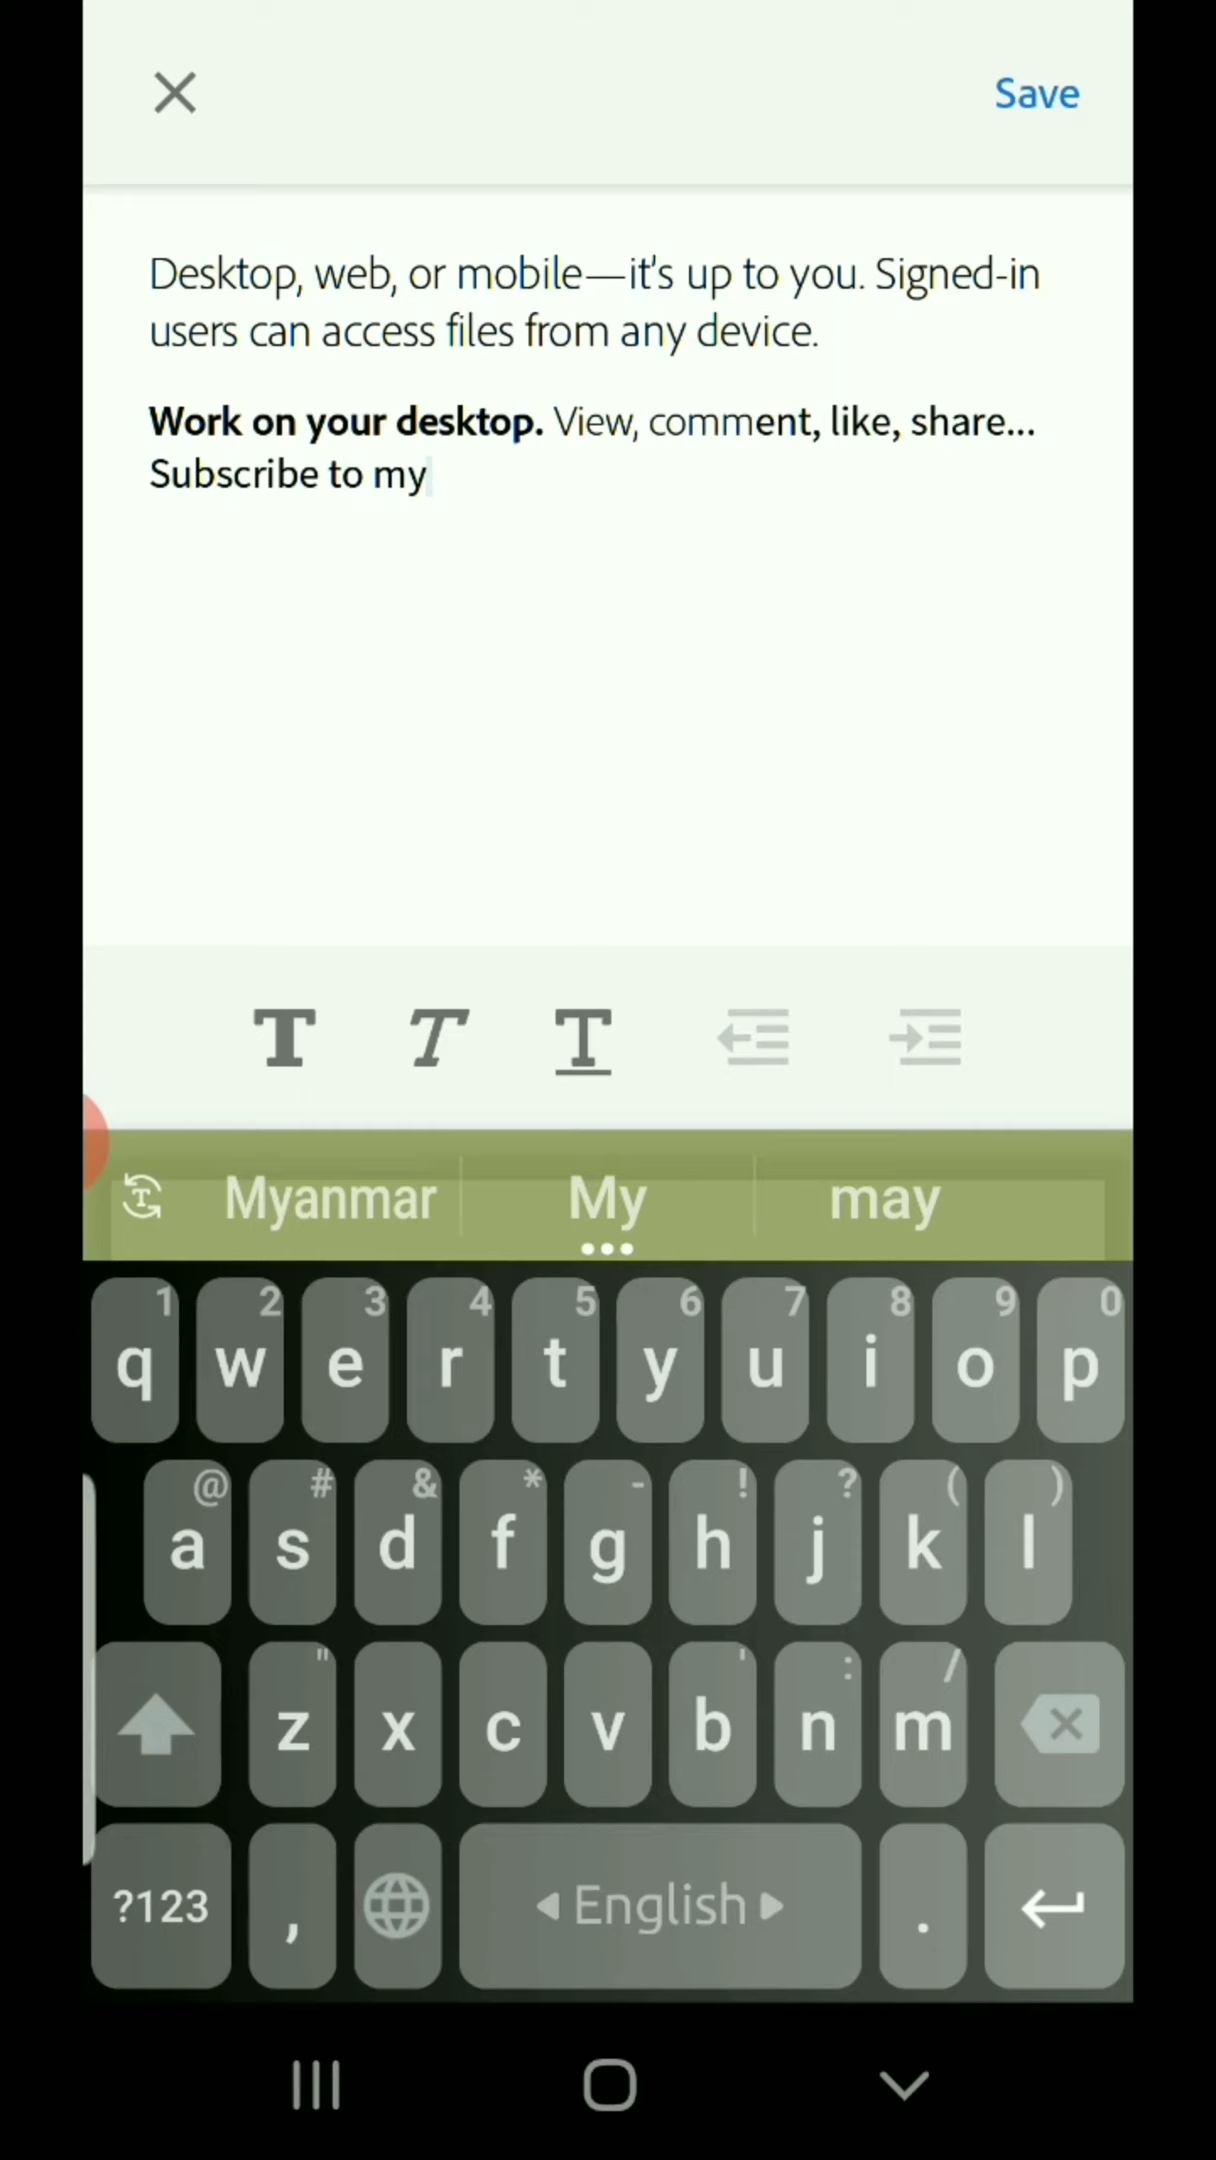 Save
Desktop, web, or mobile—it's up to you. Signed-in
users can access files from any device.
Work on your desktop. View, comment, like, share...
Subscribe to my
T T T
Myanmar My may
1 2 3 4 5 6 7 8 9 0
q w e r t y u i o p
@ # & * - ! ? ( )
a s d f g h j k l
" ' : /
z x c v b n m
?123 , English .